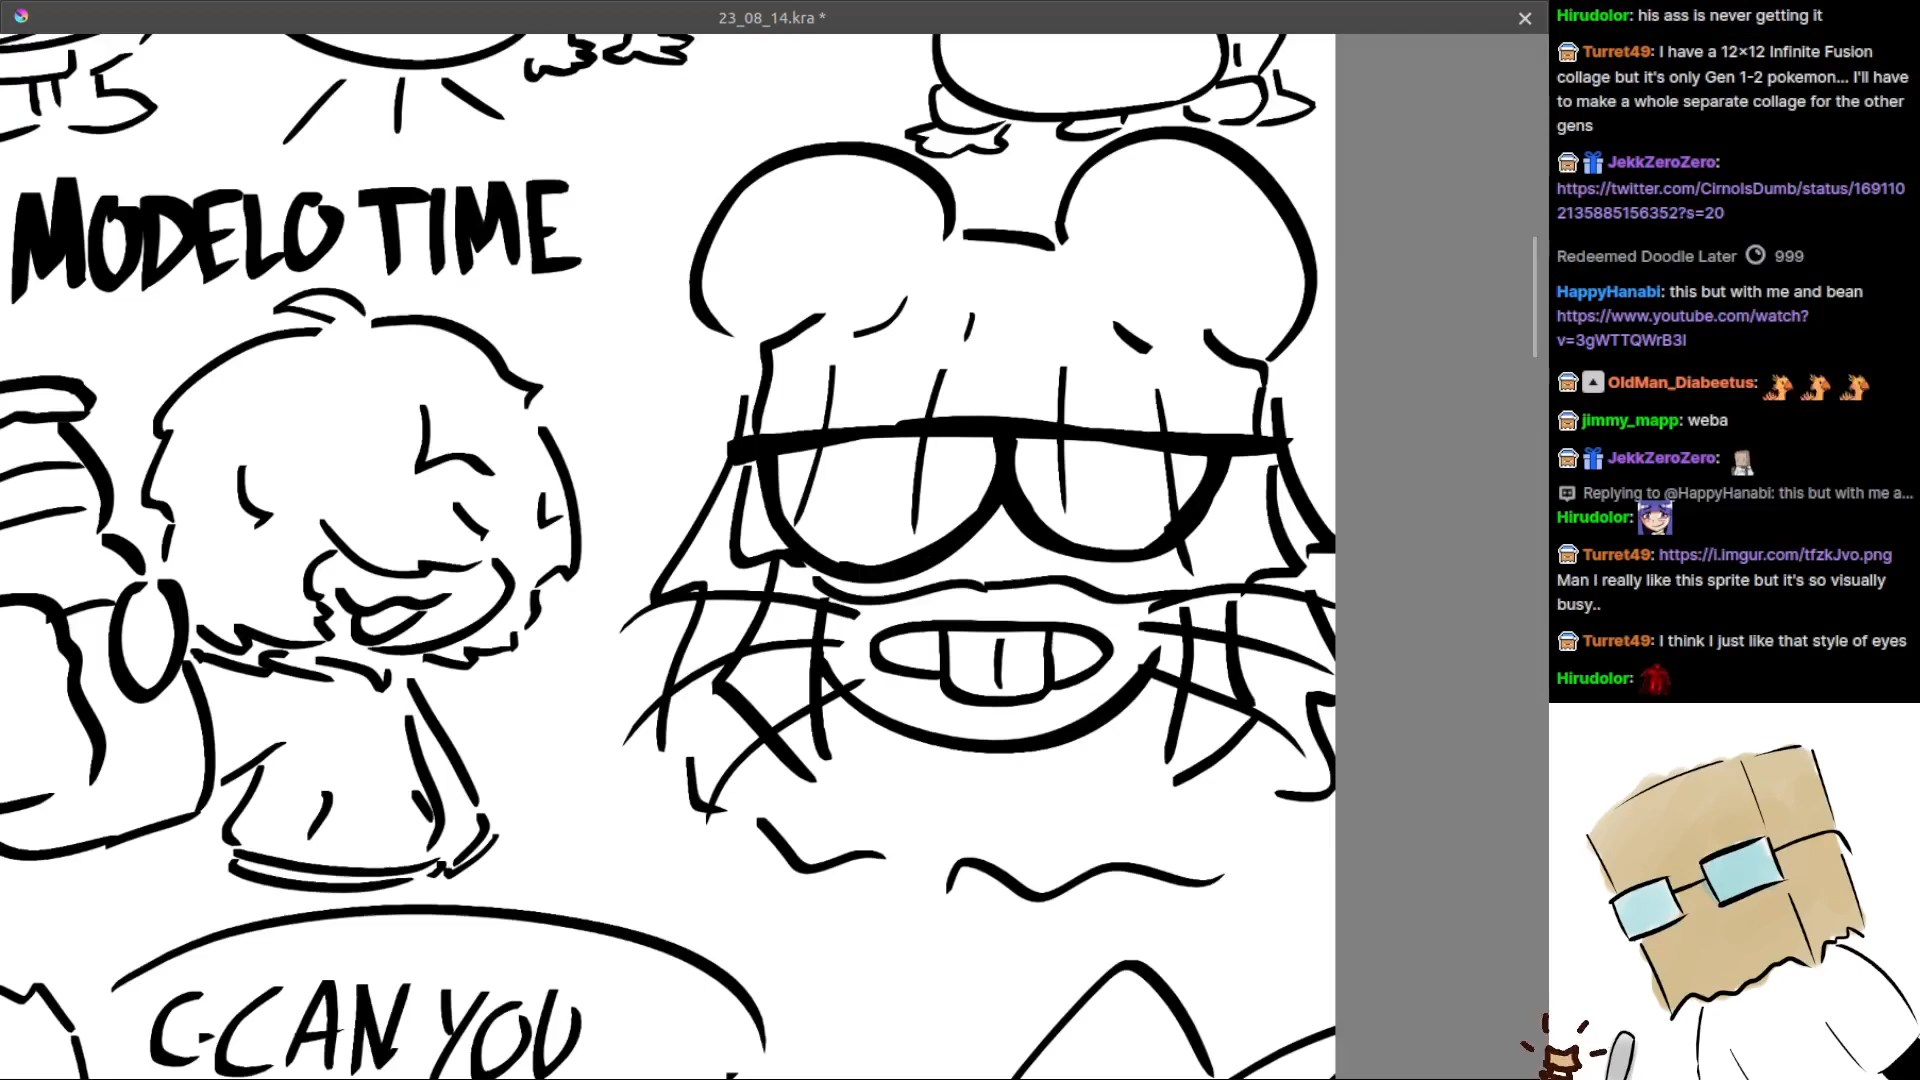 23_08_14.kra *
MODELO TIME
C-CAN YOU
Hirudolor: his ass is never getting it
Turret49: I have a 12×12 Infinite Fusion
collage but it's only Gen 1-2 pokemon... I'll have
to make a whole separate collage for the other
gens
JekkZeroZero:
https://twitter.com/CirnoIsDumb/status/169110
2135885156352?s=20
Redeemed Doodle Later 999
HappyHanabi: this but with me and bean
https://www.youtube.com/watch?
v=3gWTTQWrB3I
OldMan_Diabeetus:
jimmy_mapp: weba
JekkZeroZero:
Replying to @HappyHanabi: this but with me a...
Hirudolor:
Turret49: https://i.imgur.com/tfzkJvo.png
Man I really like this sprite but it's so visually
busy..
Turret49: I think I just like that style of eyes
Hirudolor: